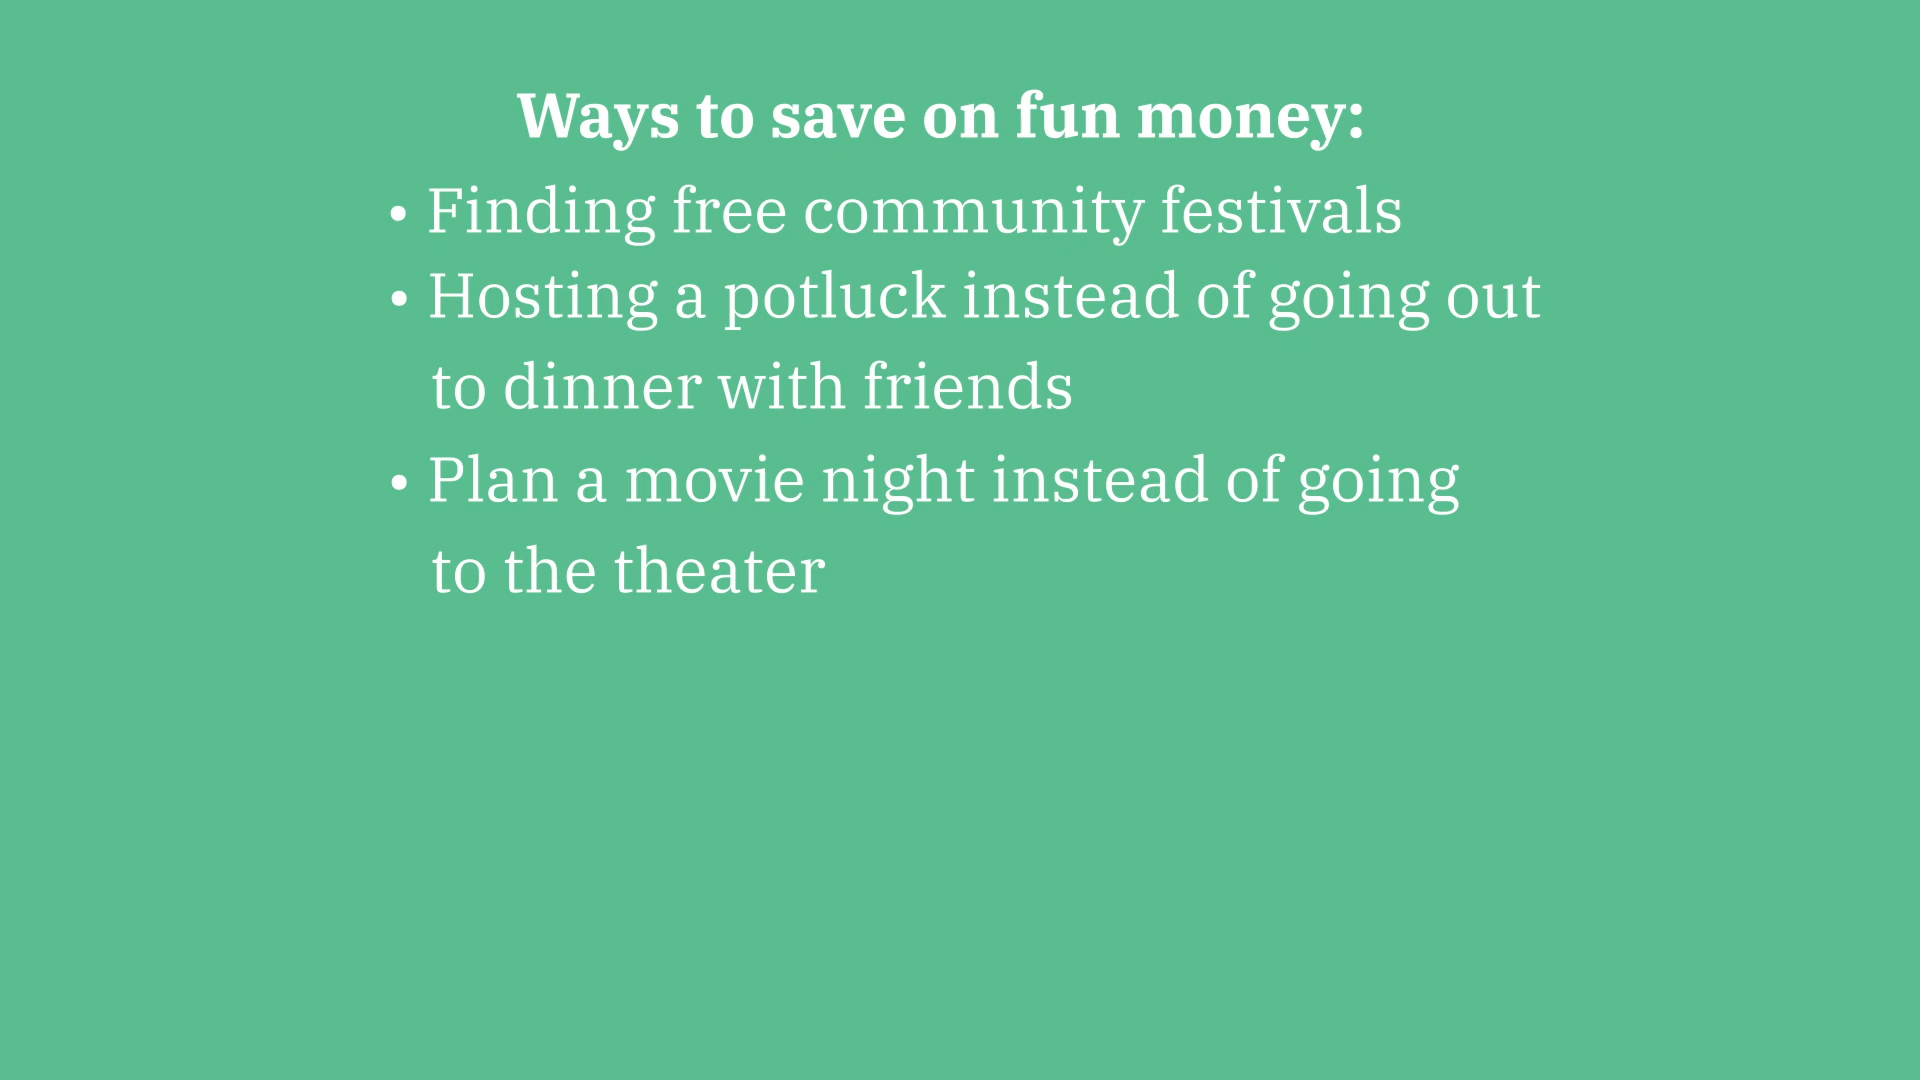 Ways to save on fun money:
• Finding free community festivals
• Hosting a potluck instead of going out
to dinner with friends
• Plan a movie night instead of going
to the theater